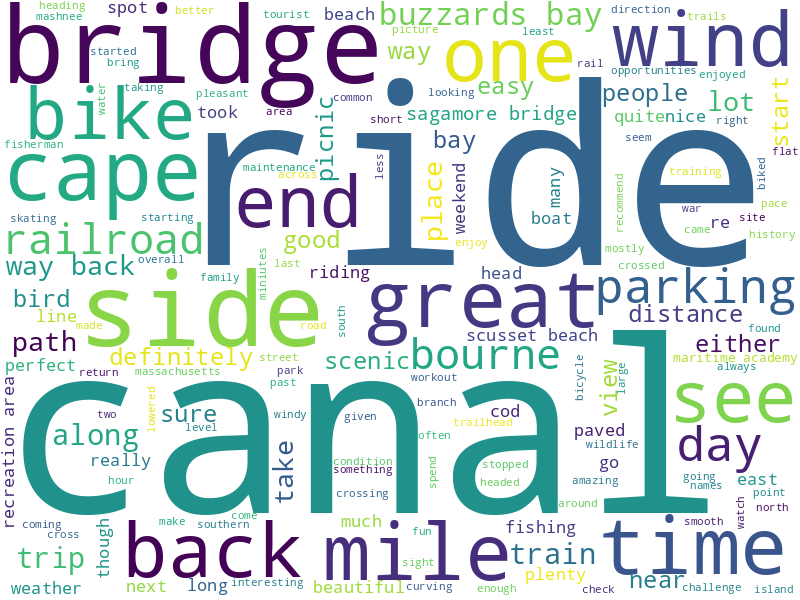 heading
mashnee
spot
better
tourist
beach
buzzards bay
direction
trails
bridge
started
bring
picture
least
one
wind
way
rail
taking
opportunities
enjoyed
bike
water
pleasant
common
area
looking
easy
people
lot
start
took
picnic
short
sagamore bridge
quite
nice
right
fisherman
bay
seem
flat
cape
maintenance
across
less
ride
training
biked
end
place
weekend
many
recommend
war
pace
skating
starting
boat
re
site
came
history
railroad
good
enjoy
mostly
crossed
overall
last
way back
riding
head
family
miniutes
parking
bird
side
great
distance
line
made
road
south
scusset beach
found
path
either
definitely
street
scenic
bourne
maritime academy
perfect
massachusetts
park
past
bicycle
view
large
always
return
workout
see
recreation area
two
lowered
sure
windy
given
branch
cod
trailhead
canal
along
level
take
paved
wildlife
day
really
condition
something
often
go
stopped
spend
headed
amazing
going
names
hour
crossing
east
point
come
around
coming
cross
though
make
southern
much
fishing
smooth
watch
north
back
mile
fun
time
trip
sight
train
weather
next
long
interesting
beautiful
curving
enough
plenty
near
check
challenge
island